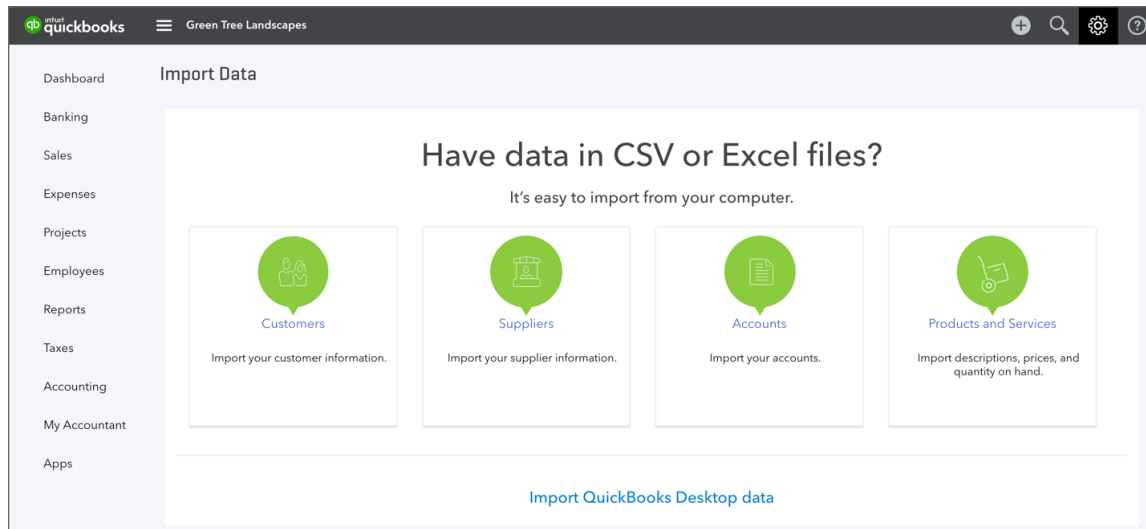 qb intuit quickbooks Green Tree Landscapes
Import Data
Dashboard
Banking
Sales
Expenses
Projects
Employees
Reports
Taxes
Accounting
My Accountant
Apps
Have data in CSV or Excel files?
It's easy to import from your computer.
Customers
Import your customer information.
Suppliers
Import your supplier information.
Accounts
Import your accounts.
Products and Services
Import descriptions, prices, and
quantity on hand.
Import QuickBooks Desktop data